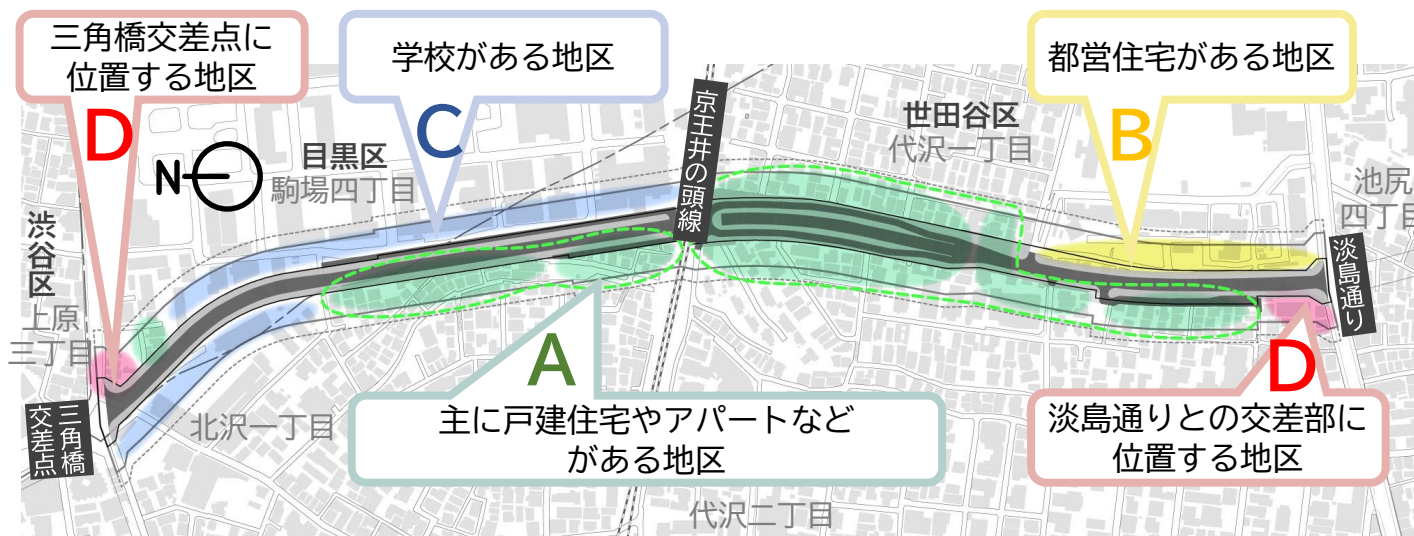 三角橋交差点に
位置する地区
D
学校がある地区
C
都営住宅がある地区
B
京王井の頭線
世田谷区
代沢一丁目
目黒区
駒場四丁目
N
池尻
四丁目
渋谷区
上原
三丁目
淡島通り
A
D
三角橋
交差点
北沢一丁目
主に戸建住宅やアパートなど
がある地区
淡島通りとの交差部に
位置する地区
代沢二丁目